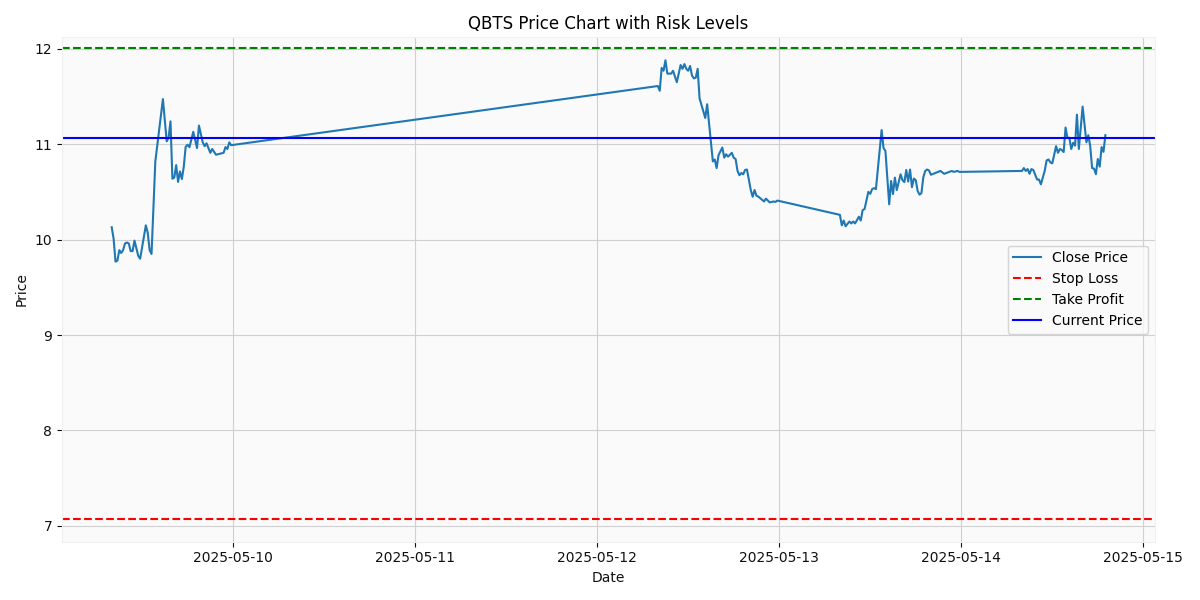 QBTS Price Chart with Risk Levels
12
11
10
9
8
7
Price
Close Price
Stop Loss
Take Profit
Current Price
2025-05-10 2025-05-11 2025-05-12 2025-05-13 2025-05-14 2025-05-15
Date